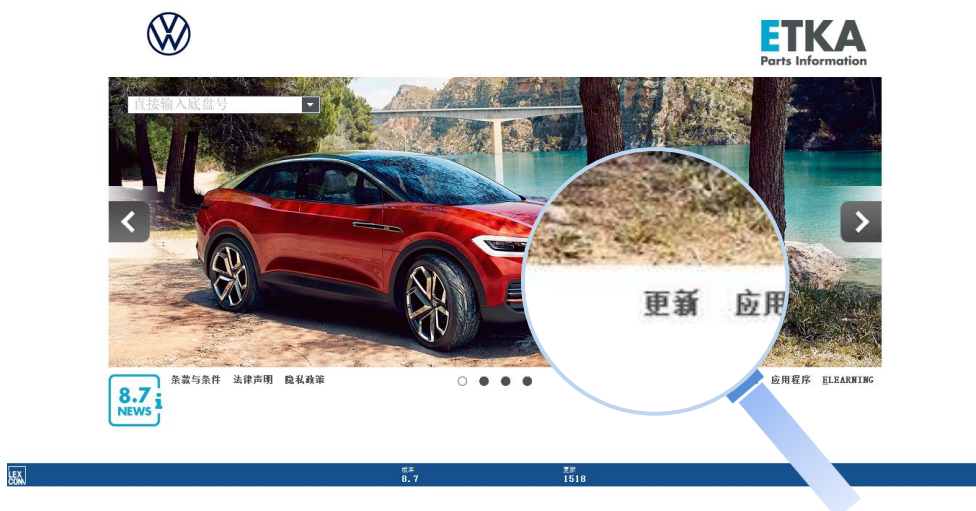 ETKA
Parts Information
直接输入底盘号
更新 应用
8.7
NEWS i
条款与条件 法律声明 隐私政策
应用程序 ELEARNING
LEX
COM
版本
8.7
更新
1518